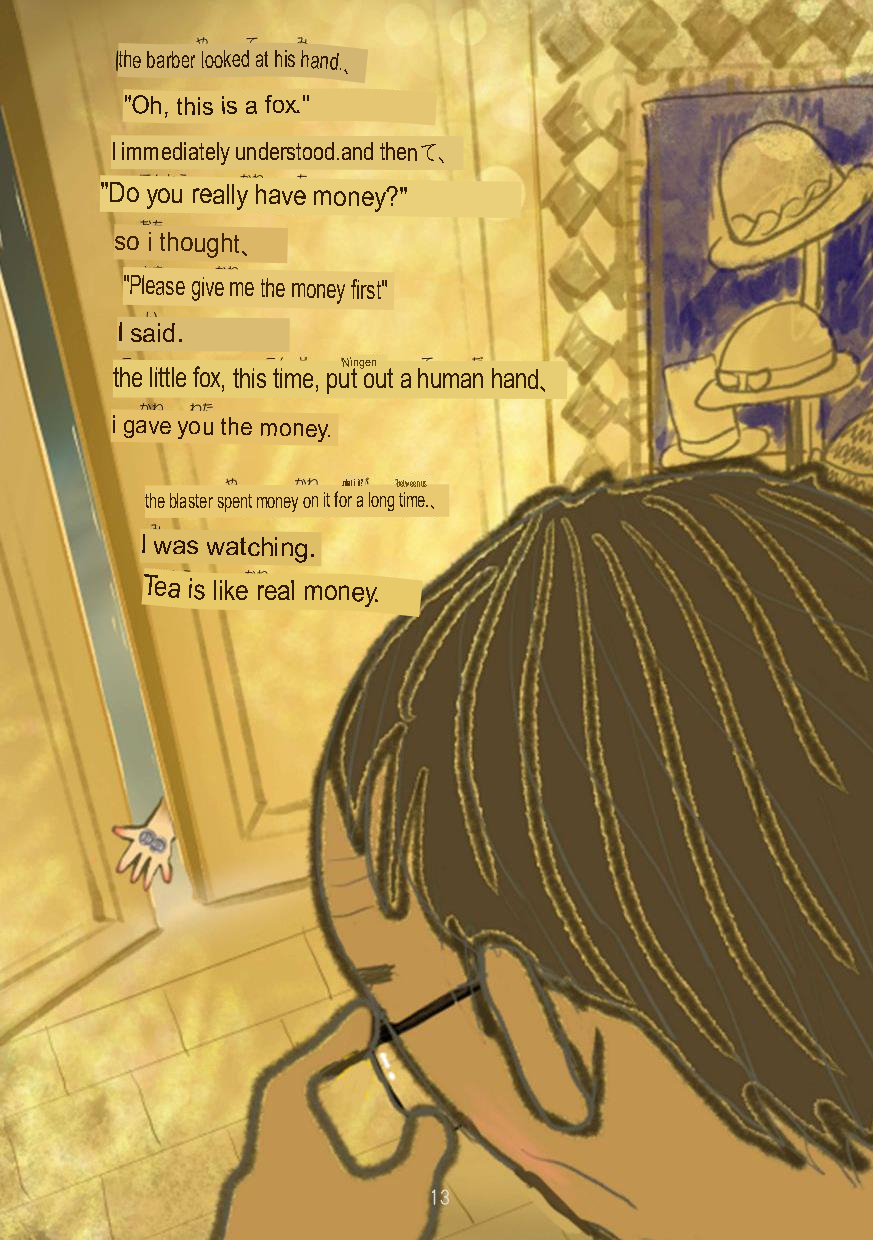 the barber looked at his hand.、
"Oh, this is a fox."
I immediately understood.and thenて、
"Do you really have money?"
so i thought、
"Please give me the money first"
I said.
Ningen
the little fox, this time, put out a human hand、
i gave you the money.
the blaster spent money on it for a long time.、
I was watching.
Tea is like real money.
13